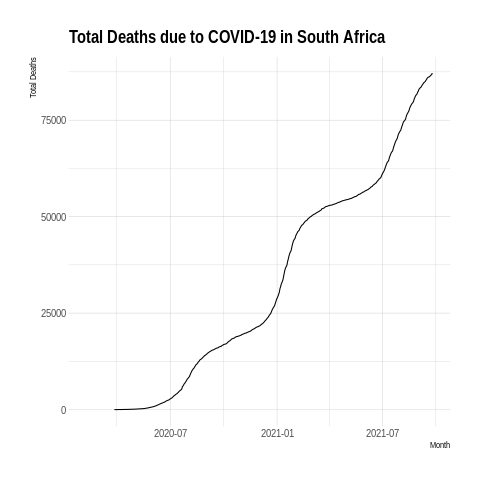 Total Deaths due to COVID-19 in South Africa
Total Deaths
75000
50000
25000
0
2020-07
2021-01
2021-07
Month